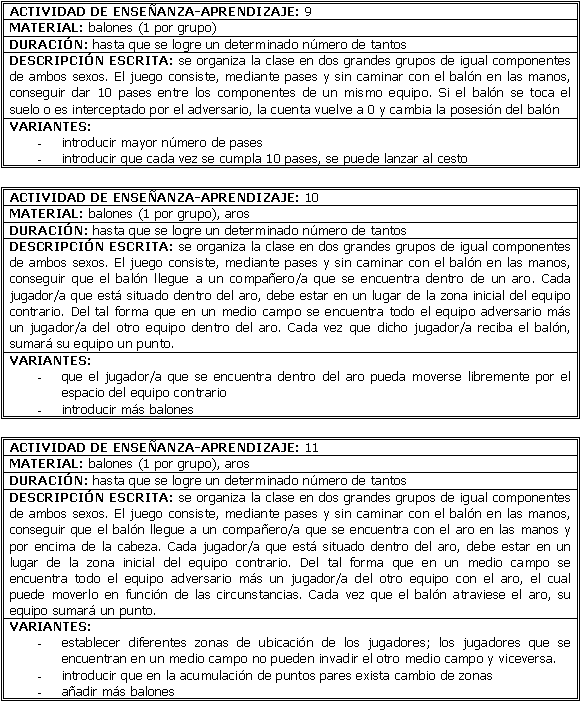 ACTIVIDAD DE ENSEÑANZA-APRENDIZAJE: 9
MATERIAL: balones (1 por grupo)
DURACIÓN: hasta que se logre un determinado número de tantos
DESCRIPCIÓN ESCRITA: se organiza la clase en dos grandes grupos de igual componentes
de ambos sexos. El juego consiste, mediante pases y sin caminar con el balón en las manos,
conseguir dar 10 pases entre los componentes de un mismo equipo. Si el balón se toca el
suelo o es interceptado por el adversario, la cuenta vuelve a 0 y cambia la posesión del balón
VARIANTES:
- introducir mayor número de pases
- introducir que cada vez se cumpla 10 pases, se puede lanzar al cesto
ACTIVIDAD DE ENSEÑANZA-APRENDIZAJE: 10
MATERIAL: balones (1 por grupo), aros
DURACIÓN: hasta que se logre un determinado número de tantos
DESCRIPCIÓN ESCRITA: se organiza la clase en dos grandes grupos de igual componentes
de ambos sexos. El juego consiste, mediante pases y sin caminar con el balón en las manos,
conseguir que el balón llegue a un compañero/a que se encuentra dentro de un aro. Cada
jugador/a que está situado dentro del aro, debe estar en un lugar de la zona inicial del equipo
contrario. Del tal forma que en un medio campo se encuentra todo el equipo adversario más
un jugador/a del otro equipo dentro del aro. Cada vez que dicho jugador/a reciba el balón,
sumará su equipo un punto.
VARIANTES:
- que el jugador/a que se encuentra dentro del aro pueda moverse libremente por el
espacio del equipo contrario
- introducir más balones
ACTIVIDAD DE ENSEÑANZA-APRENDIZAJE: 11
MATERIAL: balones (1 por grupo), aros
DURACIÓN: hasta que se logre un determinado número de tantos
DESCRIPCIÓN ESCRITA: se organiza la clase en dos grandes grupos de igual componentes
de ambos sexos. El juego consiste, mediante pases y sin caminar con el balón en las manos,
conseguir que el balón llegue a un compañero/a que se encuentra con el aro en las manos y
por encima de la cabeza. Cada jugador/a que está situado dentro del aro, debe estar en un
lugar de la zona inicial del equipo contrario. Del tal forma que en un medio campo se
encuentra todo el equipo adversario más un jugador/a del otro equipo con el aro, el cual
puede moverlo en función de las circunstancias. Cada vez que el balón atraviese el aro, su
equipo sumará un punto.
VARIANTES:
- establecer diferentes zonas de ubicación de los jugadores; los jugadores que se
encuentran en un medio campo no pueden invadir el otro medio campo y viceversa.
- introducir que en la acumulación de puntos pares exista cambio de zonas
- añadir más balones